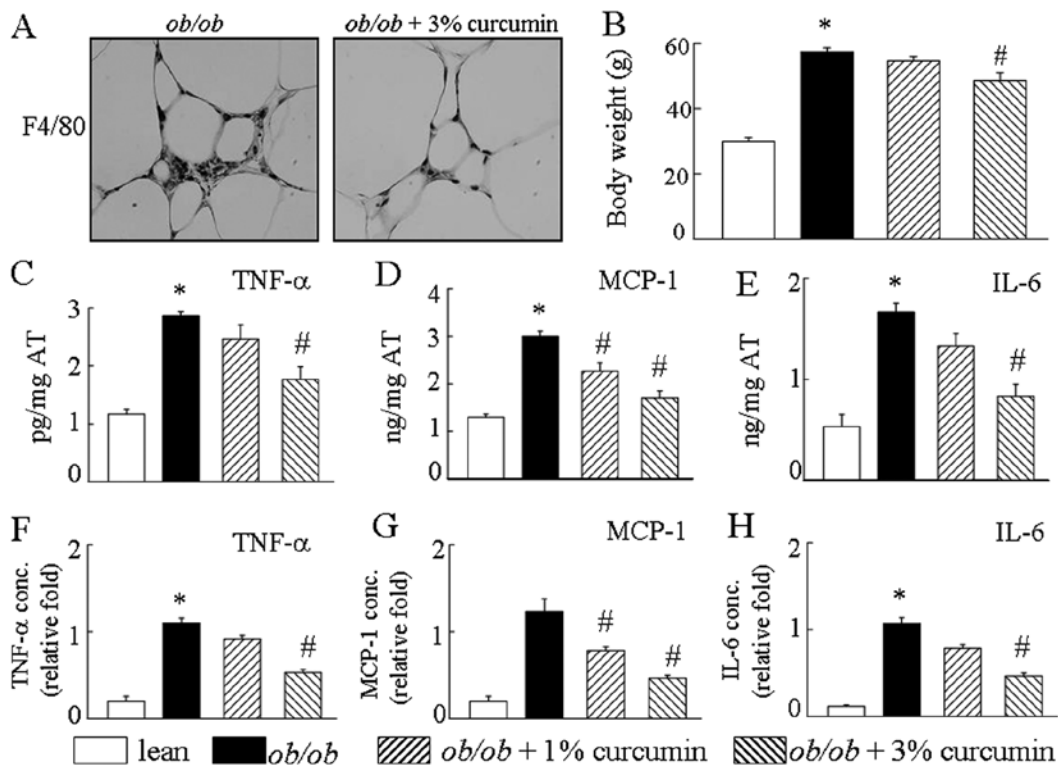 A
ob/ob
ob/ob + 3% curcumin
F4/80
B
Body weight (g)
60
40
20
0
*
#
C
TNF-α
pg/mg AT
3
2
1
0
*
#
D
MCP-1
ng/mg AT
4
3
2
1
0
*
#
#
E
IL-6
ng/mg AT
2
1
0
*
#
F
TNF-α
TNF-α conc.
(relative fold)
2
1
0
*
#
G
MCP-1
MCP-1 conc.
(relative fold)
2
1
0
#
#
H
IL-6
IL-6 conc.
(relative fold)
2
1
0
*
#
lean
ob/ob
ob/ob + 1% curcumin
ob/ob + 3% curcumin